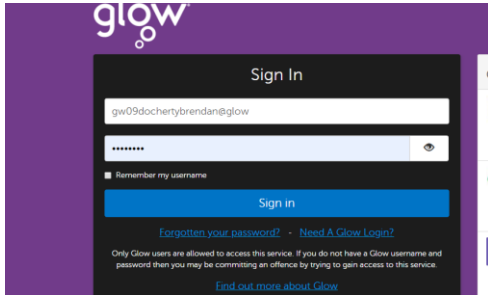 glow
Sign In
gw09dochertybrendan@glow
••••••••
Remember my username
Sign in
Forgotten your password? - Need A Glow Login?
Only Glow users are allowed to access this service. If you do not have a Glow username and
password then you may be committing an offence by trying to gain access to this service.
Find out more about Glow